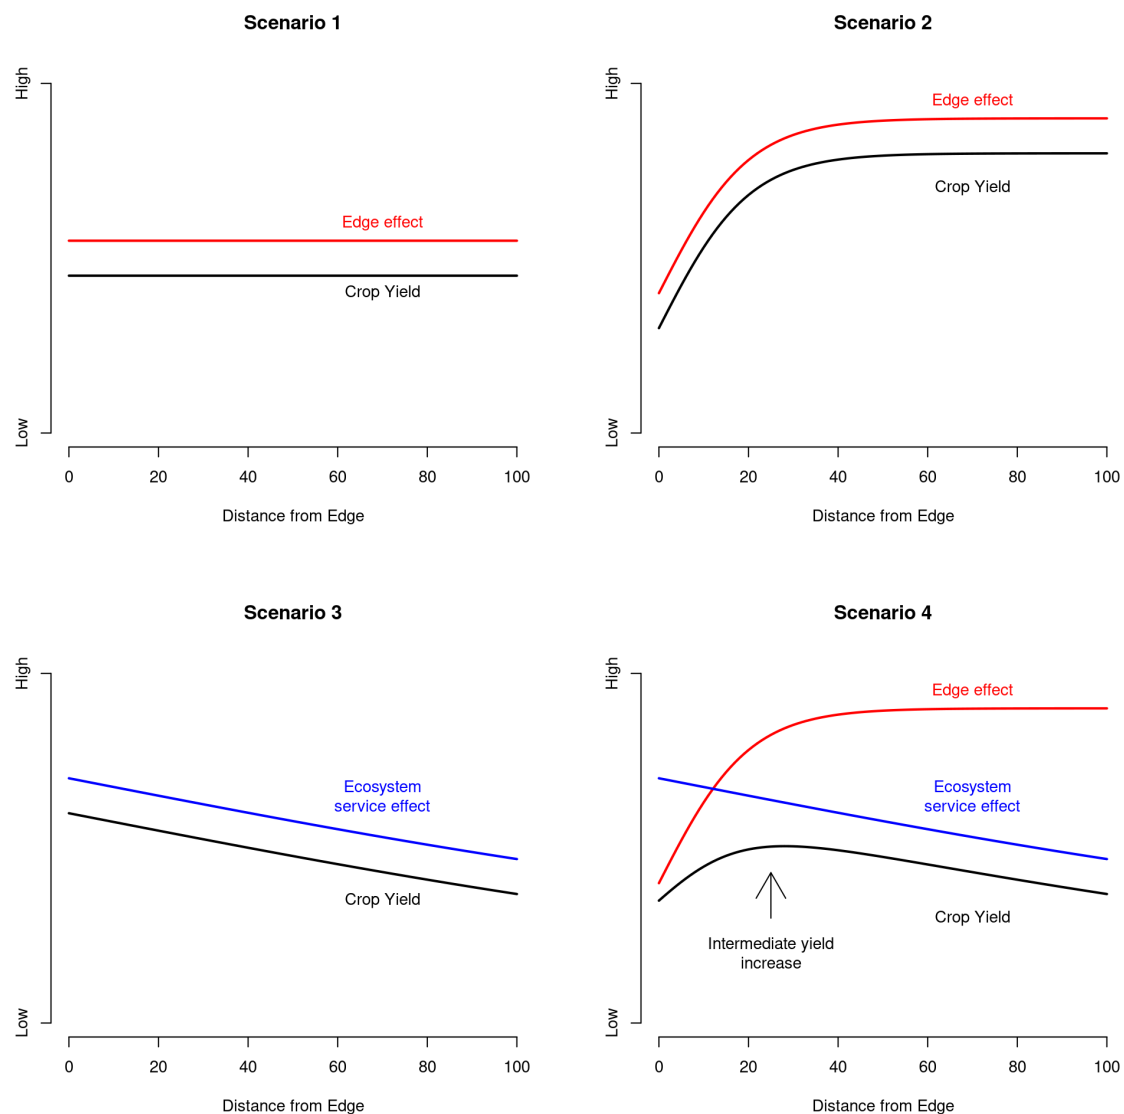 Scenario 1
High
Low
Edge effect
Crop Yield
0 20 40 60 80 100
Distance from Edge
Scenario 2
High
Low
Edge effect
Crop Yield
0 20 40 60 80 100
Distance from Edge
Scenario 3
High
Low
Ecosystem
service effect
Crop Yield
0 20 40 60 80 100
Distance from Edge
Scenario 4
High
Low
Edge effect
Ecosystem
service effect
Crop Yield
Intermediate yield
increase
0 20 40 60 80 100
Distance from Edge